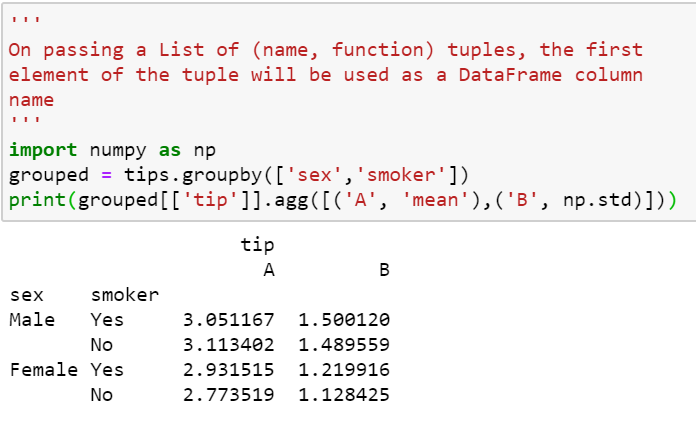 '''
On passing a List of (name, function) tuples, the first
element of the tuple will be used as a DataFrame column
name
'''
import numpy as np
grouped = tips.groupby(['sex','smoker'])
print(grouped[['tip']].agg([('A', 'mean'),('B', np.std)]))
tip
A B
sex smoker
Male Yes 3.051167 1.500120
No 3.113402 1.489559
Female Yes 2.931515 1.219916
No 2.773519 1.128425